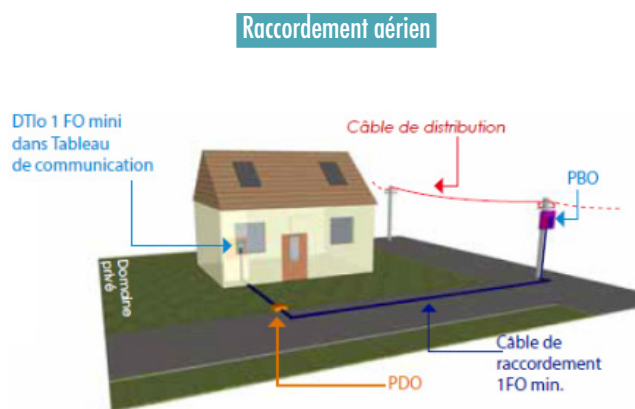 Raccordement aérien
DTIo 1 FO mini
dans Tableau
de communication
Câble de distribution
PBO
Domaine
privé
Câble de
raccordement
1FO min.
PDO